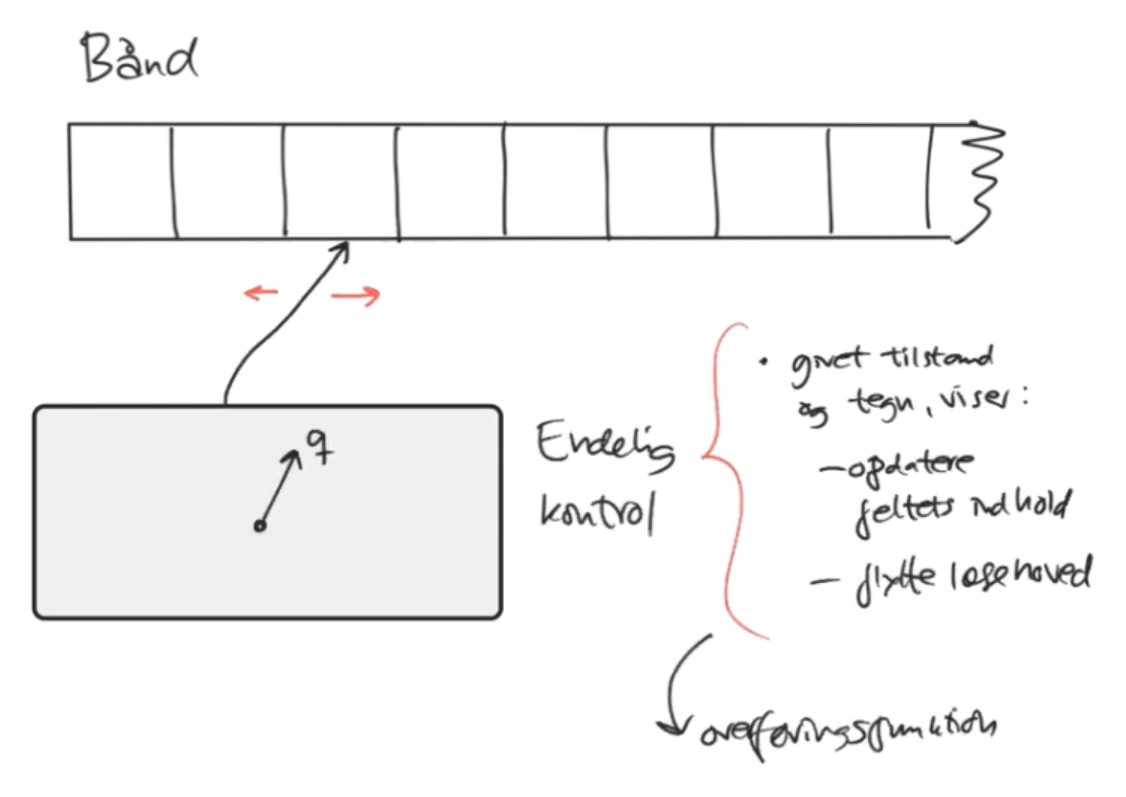 Bånd
q
Endelig
kontrol
• givet tilstand
og tegn, viser:
– opdatere
feltets indhold
– flytte læsehoved
overføringsfunktion